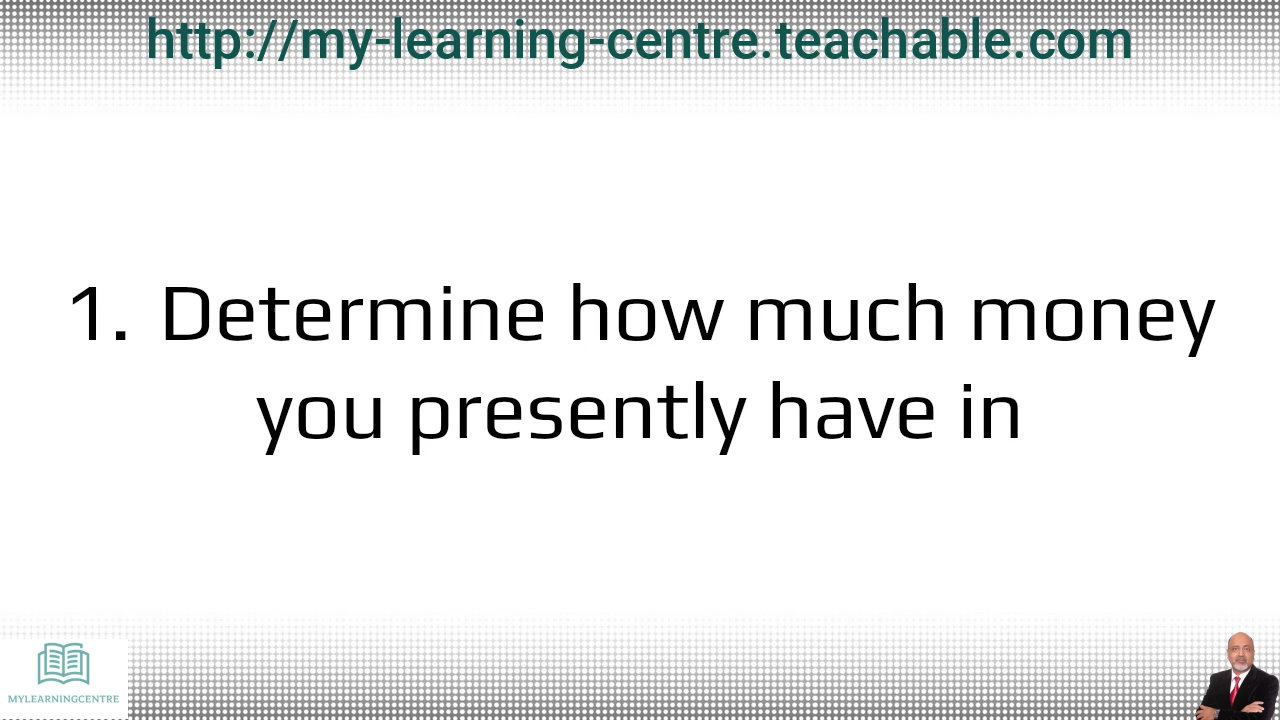 http://my-learning-centre.teachable.com
1. Determine how much money
you presently have in
MYLEARNINGCENTRE